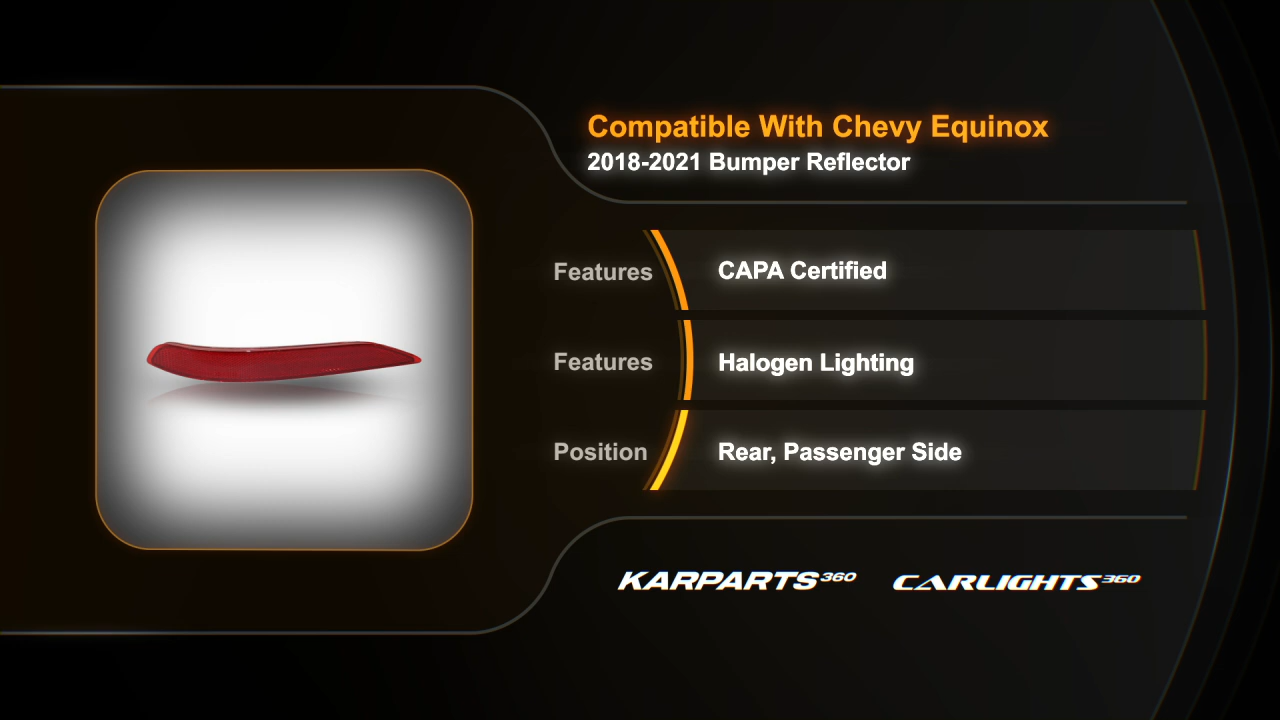 Compatible With Chevy Equinox
2018-2021 Bumper Reflector
Features
CAPA Certified
Features
Halogen Lighting
Position
Rear, Passenger Side
KARPARTS360
CARLIGHTS360